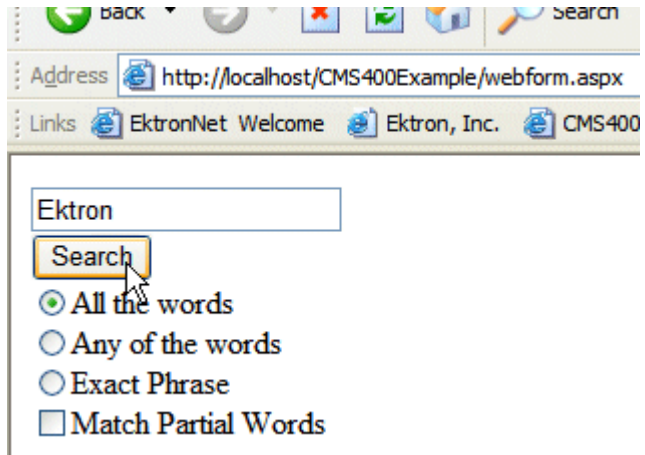 Back Search
Address http://localhost/CMS400Example/webform.aspx
Links EktronNet Welcome Ektron, Inc. CMS400
Ektron
Search
All the words
Any of the words
Exact Phrase
Match Partial Words